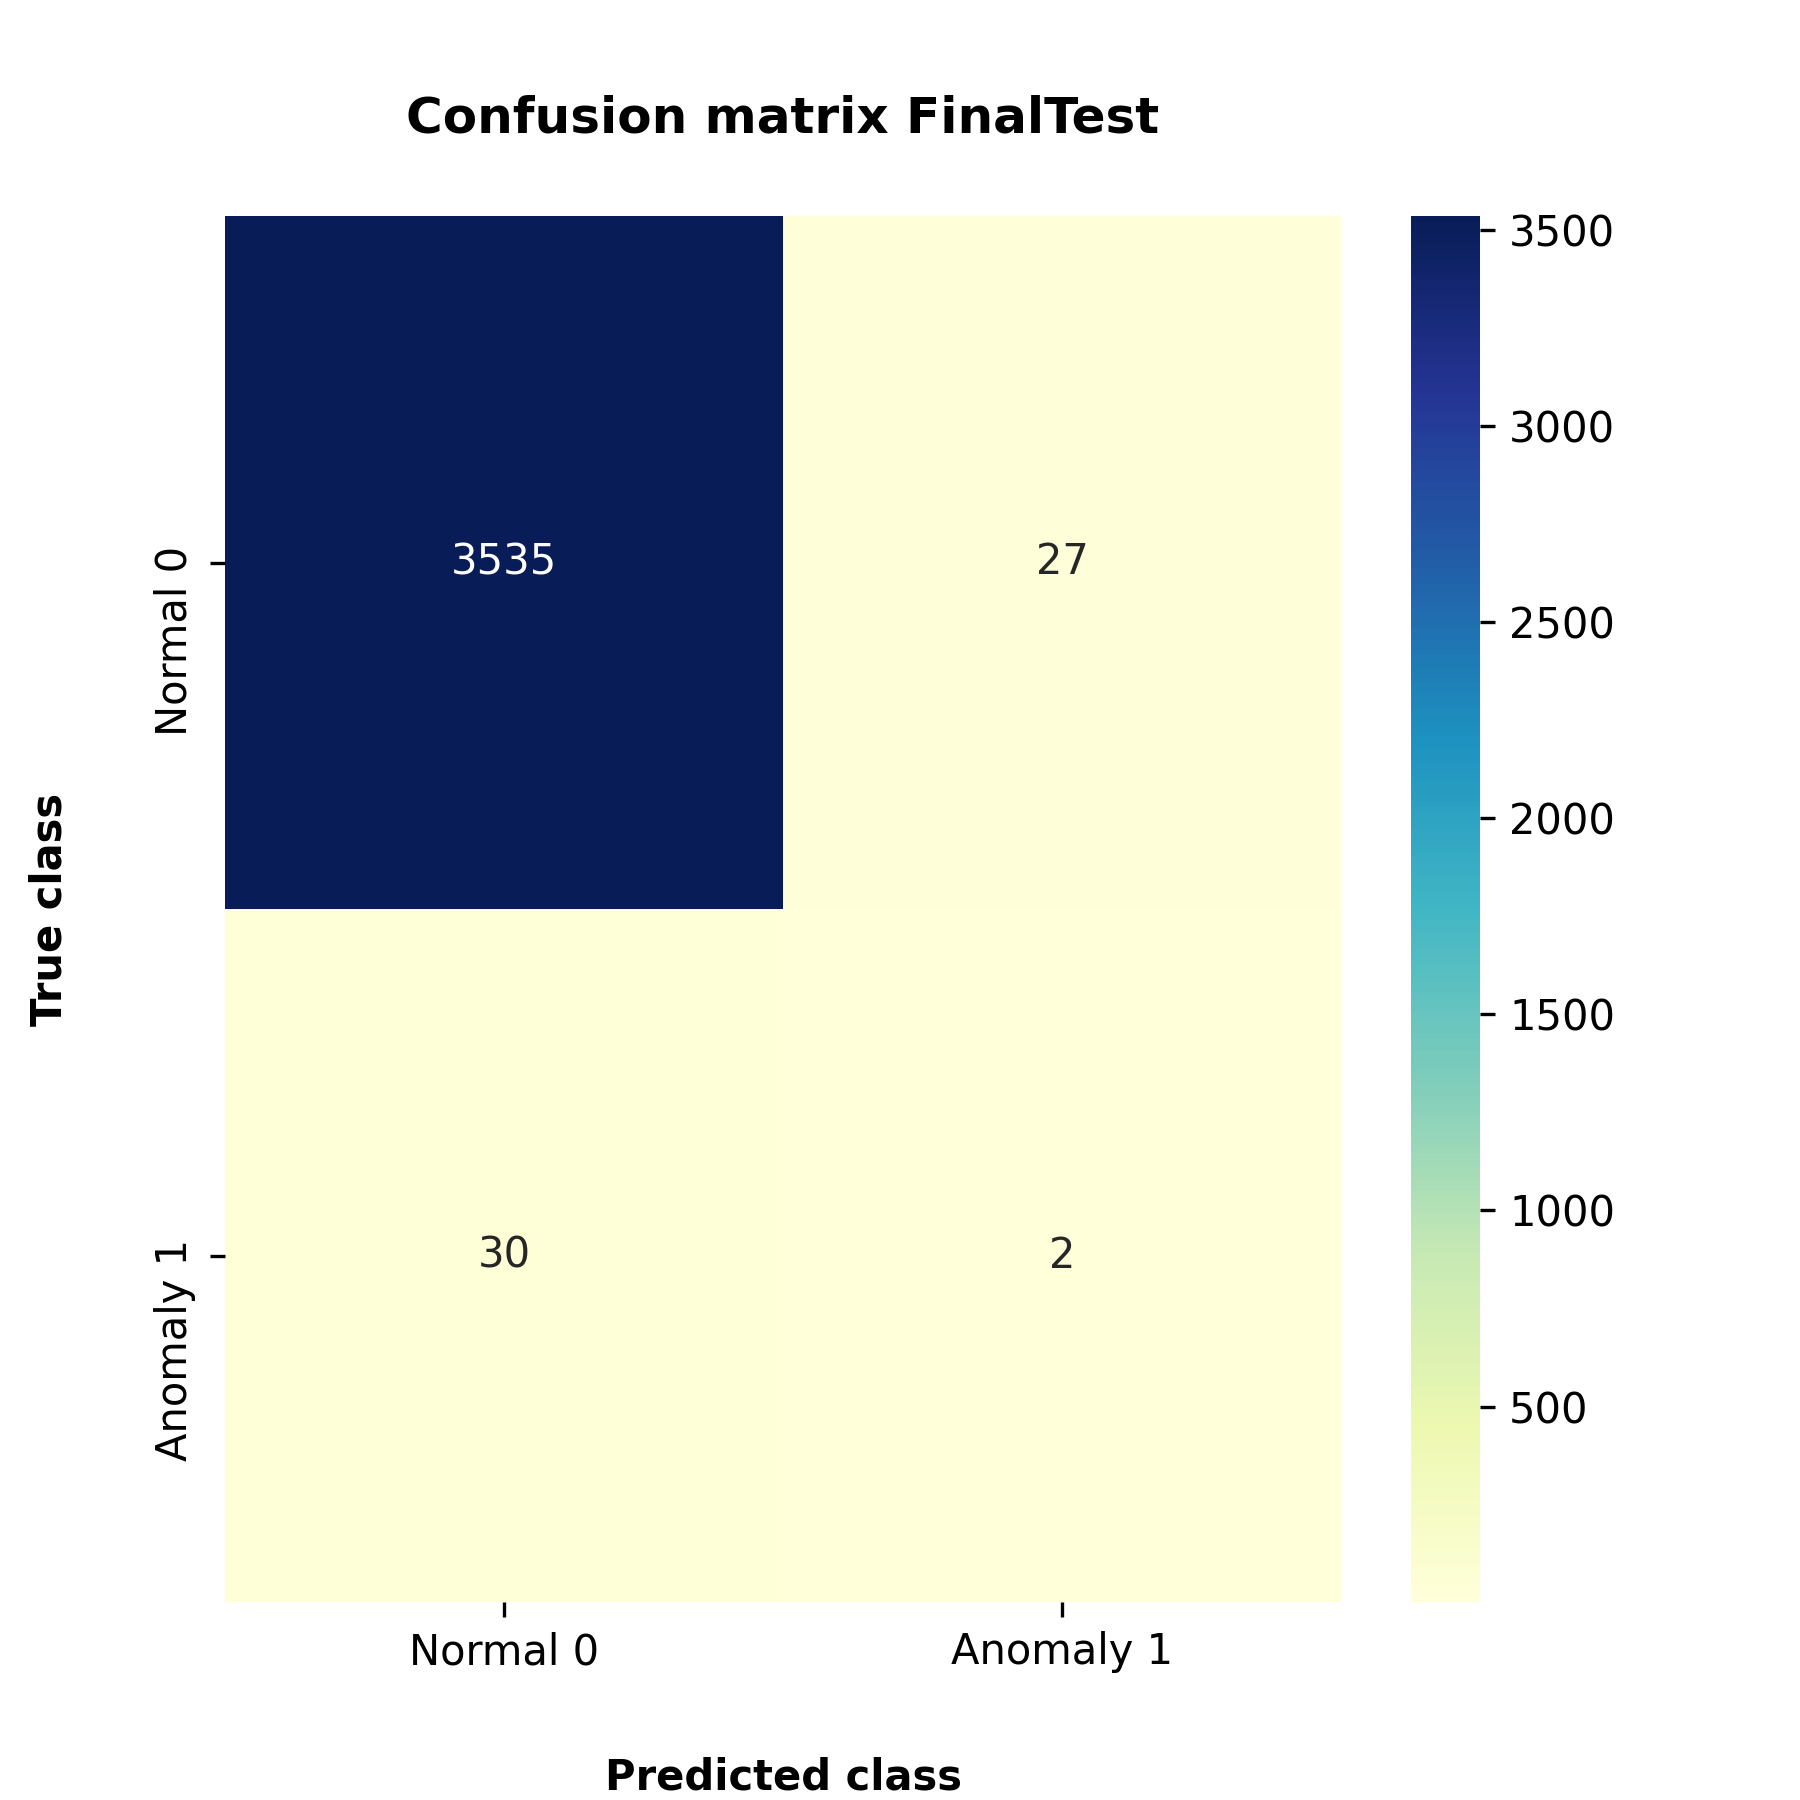 Confusion matrix FinalTest
True class
Normal 0
3535
27
Anomaly 1
30
2
Normal 0
Anomaly 1
Predicted class
3500
3000
2500
2000
1500
1000
500